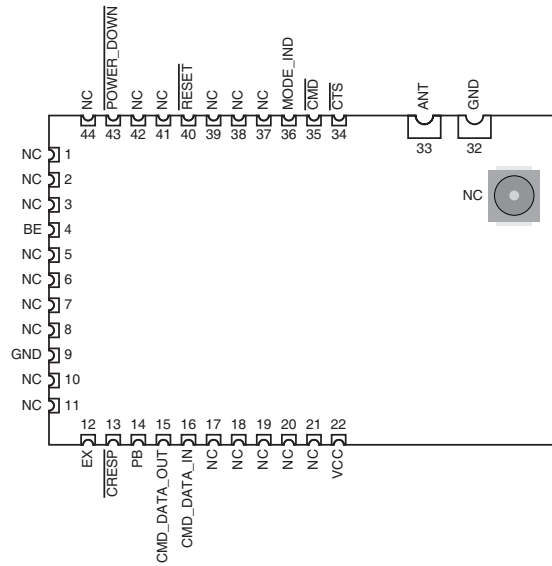 NC
POWER_DOWN
NC
NC
RESET
NC
NC
NC
MODE_IND
CMD
CTS
ANT
GND
44
43
42
41
40
39
38
37
36
35
34
33
32
NC 1
NC 2
NC 3
BE 4
NC 5
NC 6
NC 7
NC 8
GND 9
NC 10
NC 11
NC
12
13
14
15
16
17
18
19
20
21
22
EX
CRESP
PB
CMD_DATA_OUT
CMD_DATA_IN
NC
NC
NC
NC
NC
VCC